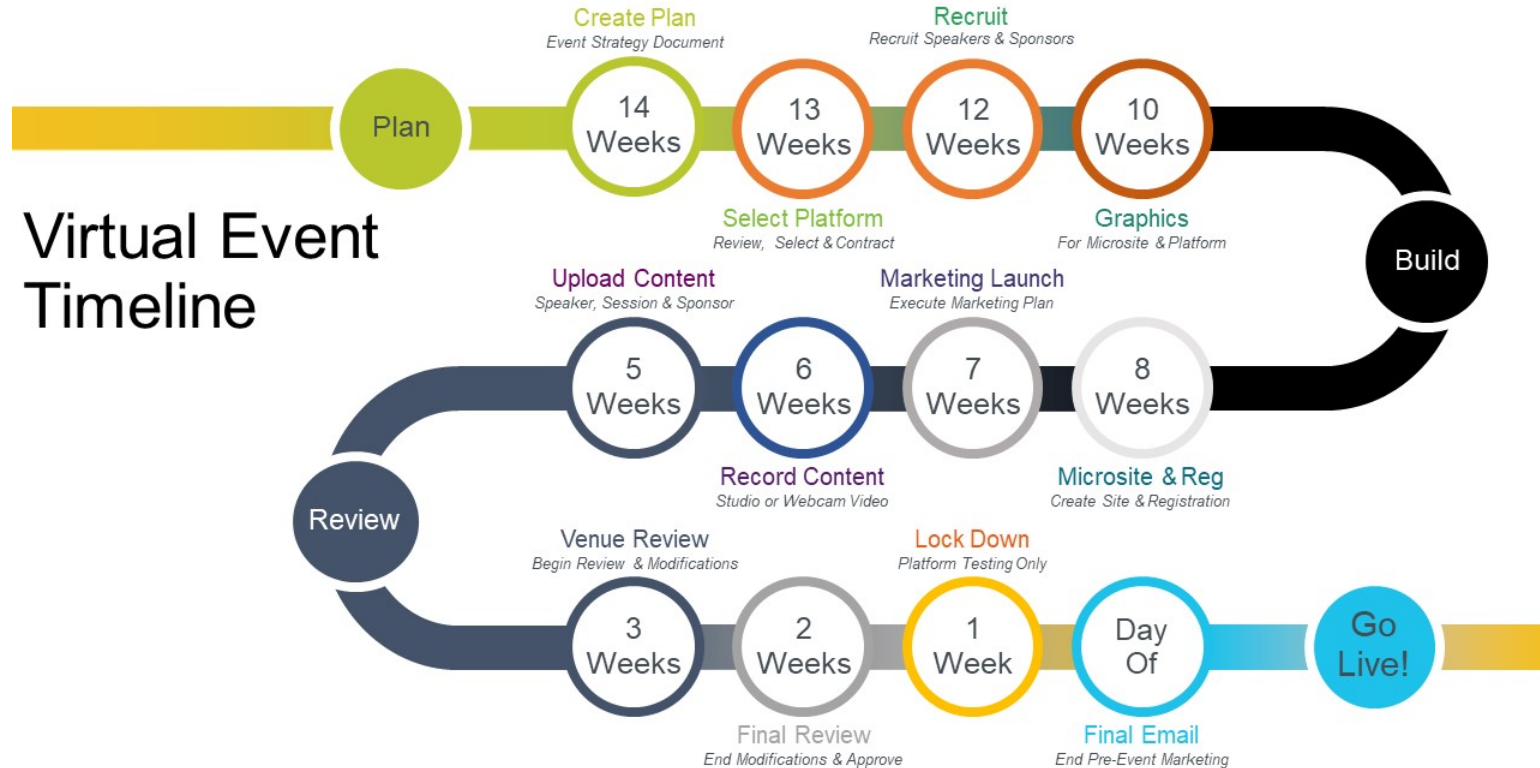 Virtual Event
Timeline
Plan
Create Plan
Event Strategy Document
14
Weeks
13
Weeks
Select Platform
Review, Select & Contract
Recruit
Recruit Speakers & Sponsors
12
Weeks
10
Weeks
Graphics
For Microsite & Platform
Build
8
Weeks
Microsite & Reg
Create Site & Registration
Marketing Launch
Execute Marketing Plan
7
Weeks
6
Weeks
Record Content
Studio or Webcam Video
Upload Content
Speaker, Session & Sponsor
5
Weeks
Review
Venue Review
Begin Review & Modifications
3
Weeks
2
Weeks
Final Review
End Modifications & Approve
Lock Down
Platform Testing Only
1
Week
Day
Of
Final Email
End Pre-Event Marketing
Go
Live!